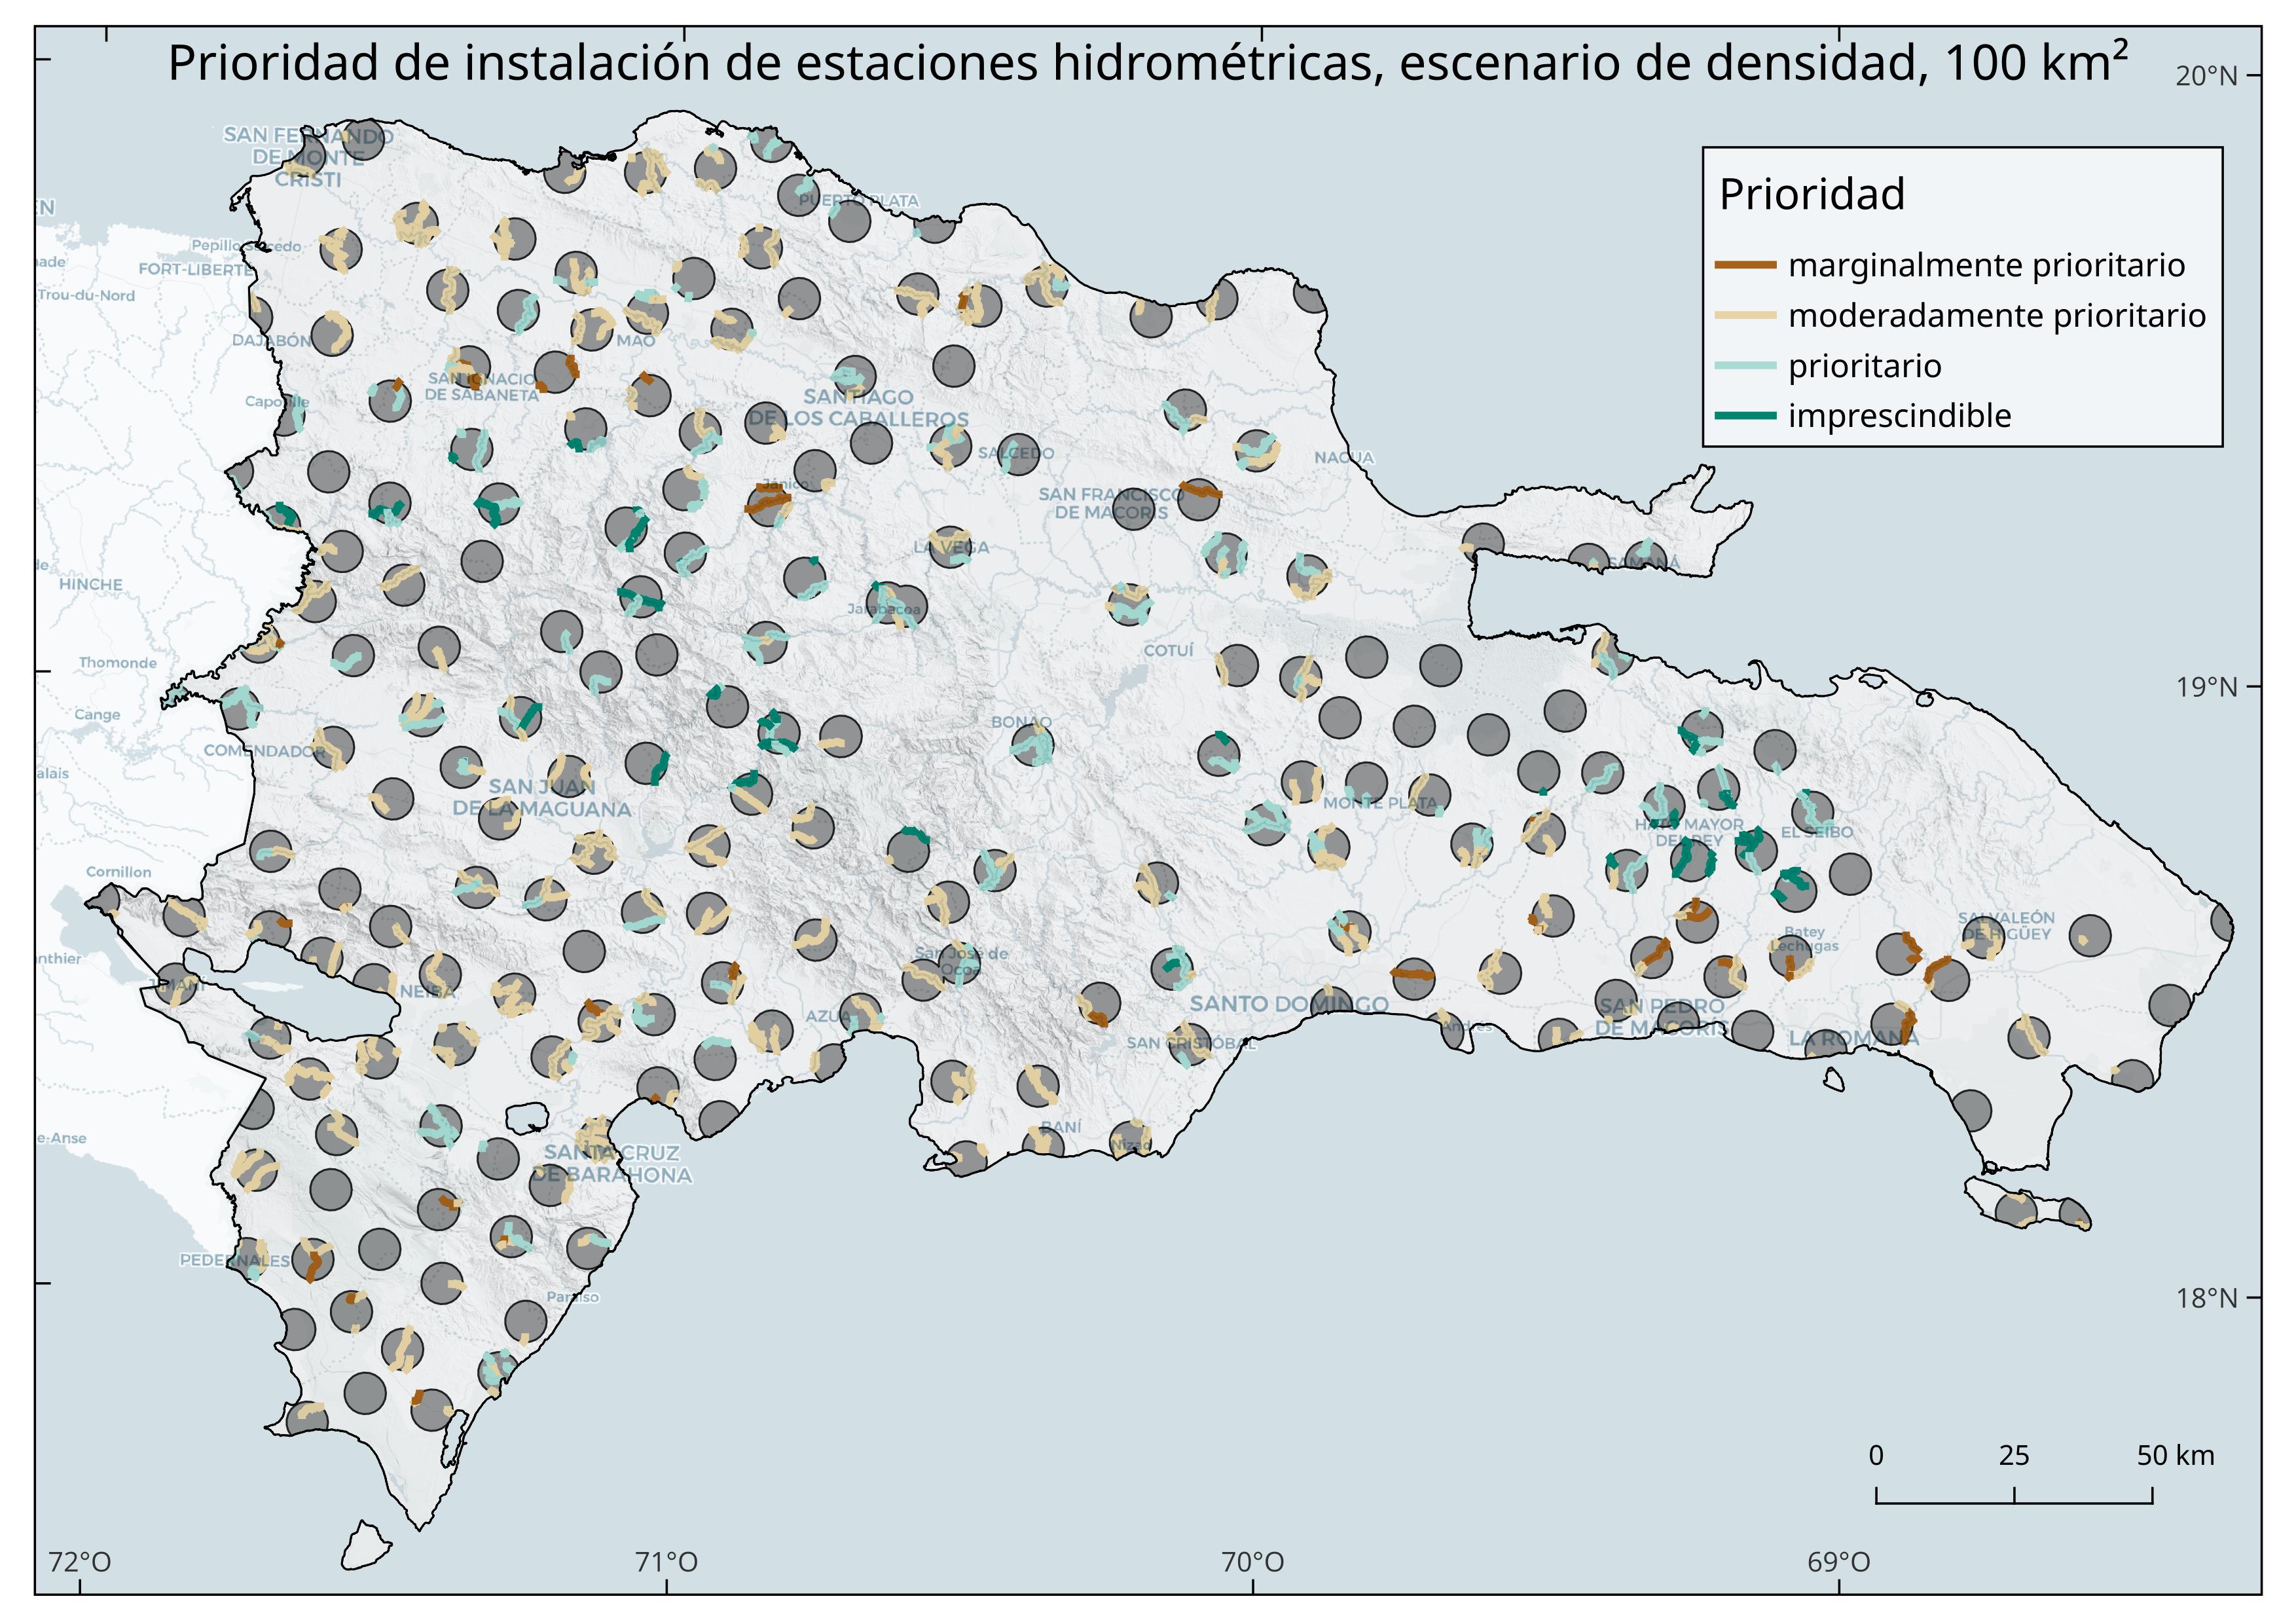 Prioridad de instalación de estaciones hidrométricas, escenario de densidad, 100 km²
20°N
Prioridad
marginalmente prioritario
moderadamente prioritario
prioritario
imprescindible
SAN FERNANDO
DE MONTE
CRISTI
PUERTO PLATA
Pepillo Salcedo
FORT-LIBERTE
Trou-du-Nord
DAJABÓN
MAO
SAN IGNACIO
DE SABANETA
SANTIAGO
DE LOS CABALLEROS
SALCEDO
NAGUA
Jánico
SAN FRANCISCO
DE MACORÍS
LA VEGA
SAMANÁ
HINCHE
Jarabacoa
COTUÍ
Thomonde
19°N
Cange
BONAO
COMENDADOR
SAN JUAN
DE LA MAGUANA
MONTE PLATA
HATO MAYOR
DEL REY
EL SEIBO
Cornillon
SALVALEÓN
DE HIGÜEY
Batey
Lechugas
San José de
Ocoa
JIMANÍ
NEIBA
SANTO DOMINGO
AZUA
SAN PEDRO
DE MACORÍS
Andrés
LA ROMANA
SAN CRISTÓBAL
BANÍ
Nizao
e-Anse
SANTA CRUZ
DE BARAHONA
PEDERNALES
Paraíso
18°N
0 25 50 km
72°O 71°O 70°O 69°O